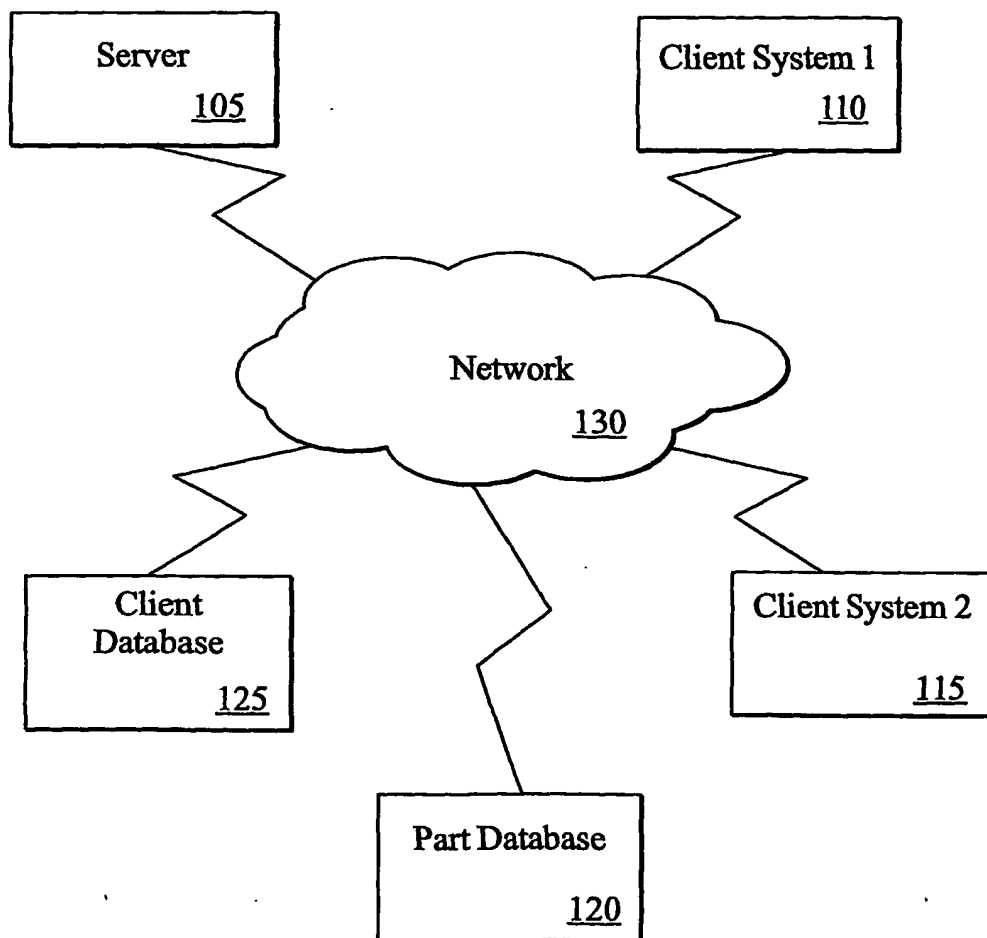 Server
105
Client System 1
110
Network
130
Client
Database
125
Client System 2
115
Part Database
120